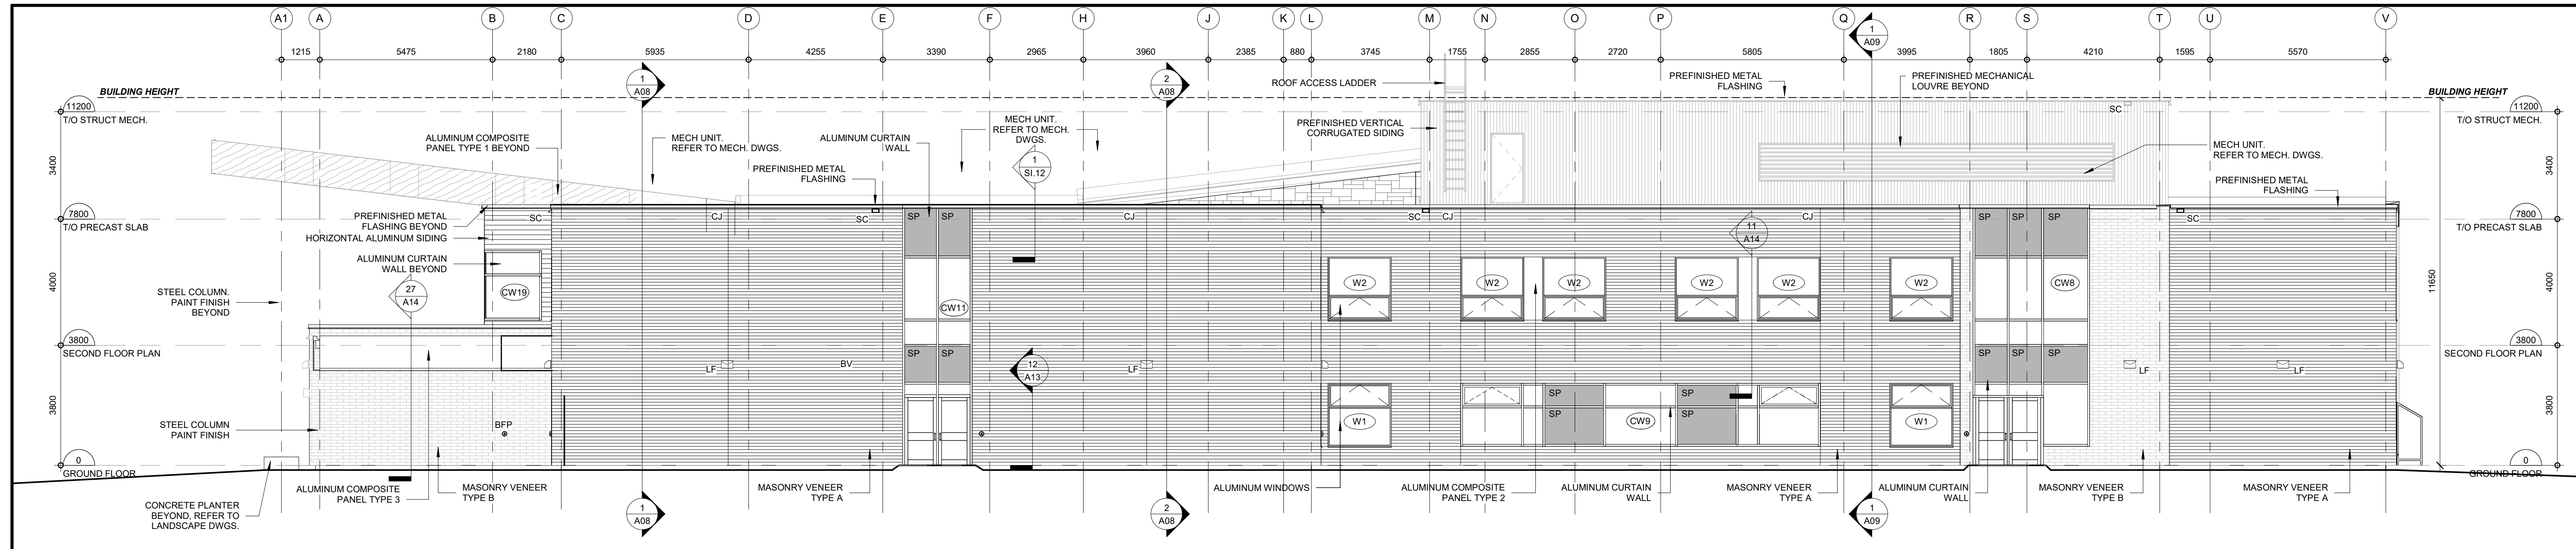 A1 A B C D E F H J K L M N O P Q R S T U V
1215 5475 2180 5935 4255 3390 2965 3960 2385 880 3745 1755 2855 2720 5805 3995 1805 4210 1595 5570
1
A09
1
A08
2
A08
ROOF ACCESS LADDER
PREFINISHED METAL
FLASHING
PREFINISHED MECHANICAL
LOUVRE BEYOND
BUILDING HEIGHT
BUILDING HEIGHT
11200
T/O STRUCT MECH.
11200
T/O STRUCT MECH.
SC
ALUMINUM COMPOSITE
PANEL TYPE 1 BEYOND
MECH UNIT.
REFER TO MECH. DWGS.
ALUMINUM CURTAIN
WALL
MECH UNIT.
REFER TO MECH.
DWGS.
PREFINISHED VERTICAL
CORRUGATED SIDING
MECH UNIT.
REFER TO MECH. DWGS.
1
SI.12
3400
3400
PREFINISHED METAL
FLASHING
PREFINISHED METAL
FLASHING
7800
T/O PRECAST SLAB
7800
T/O PRECAST SLAB
PREFINISHED METAL
FLASHING BEYOND
HORIZONTAL ALUMINUM SIDING
SC CJ SC SP SP CJ SC CJ CJ SP SP SP SC
11
A14
ALUMINUM CURTAIN
WALL BEYOND
27
A14
4000
4000
11650
STEEL COLUMN.
PAINT FINISH
BEYOND
CW19
CW11
W2 W2 W2 W2 W2 W2
CW8
3800
SECOND FLOOR PLAN
3800
SECOND FLOOR PLAN
SP SP SP SP SP
LF BV LF LF LF
12
A13
3800
3800
STEEL COLUMN
PAINT FINISH
BFP
SP SP
SP SP
W1 CW9 W1
0
GROUND FLOOR
0
GROUND FLOOR
ALUMINUM COMPOSITE
PANEL TYPE 3
MASONRY VENEER
TYPE B
MASONRY VENEER
TYPE A
ALUMINUM WINDOWS
ALUMINUM COMPOSITE
PANEL TYPE 2
ALUMINUM CURTAIN
WALL
MASONRY VENEER
TYPE A
ALUMINUM CURTAIN
WALL
MASONRY VENEER
TYPE B
MASONRY VENEER
TYPE A
CONCRETE PLANTER
BEYOND, REFER TO
LANDSCAPE DWGS.
1
A08
2
A08
1
A09